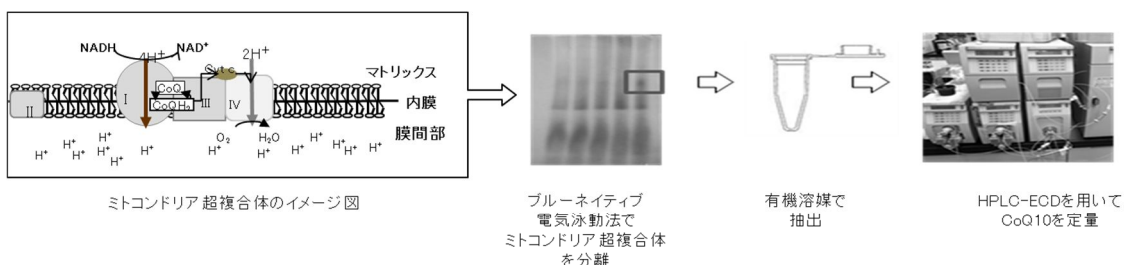 NADH
4H⁺
NAD⁺
2H⁺
Cyt c
マトリックス
CoQ
I
CoQH₂
III
IV
内膜
II
膜間部
O₂
H₂O
H⁺
H⁺
H⁺
H⁺
H⁺
H⁺
H⁺
H⁺
H⁺
H⁺
H⁺
H⁺
H⁺
H⁺
ミトコンドリア超複合体のイメージ図
ブルーネイティブ
電気泳動法で
ミトコンドリア超複合体
を分離
有機溶媒で
抽出
HPLC-ECDを用いて
CoQ10を定量